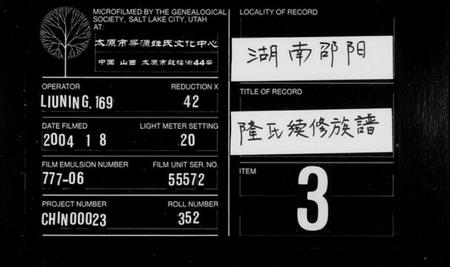 MICROFILMED BY THE GENEALOGICAL
SOCIETY, SALT LAKE CITY, UTAH
AT:
太原市寻源姓氏文化中心
中国 山西 太原市鼓楼街44号
OPERATOR
LIUNING.169
REDUCTION X
42
DATE FILMED
2004 1 8
LIGHT METER SETTING
20
FILM EMULSION NUMBER
777-06
FILM UNIT SER. NO.
55572
PROJECT NUMBER
CHIN00023
ROLL NUMBER
352
LOCALITY OF RECORD
湖南邵阳
TITLE OF RECORD
隆氏续修族譜
ITEM
3